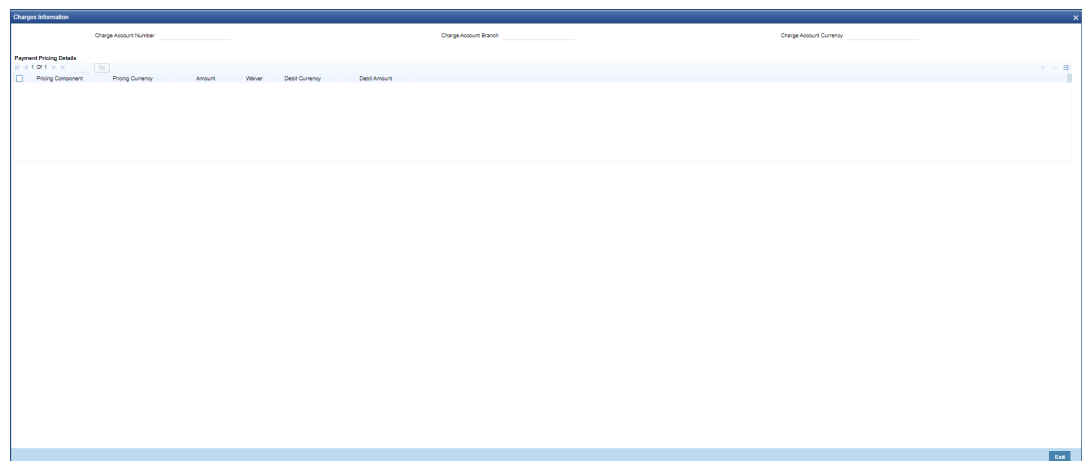 Charges Information
Charge Account Number Charge Account Branch Charge Account Currency
Payment Pricing Details
1 Of 1 Go
Pricing Component Pricing Currency Amount Waiver Debit Currency Debit Amount
Exit